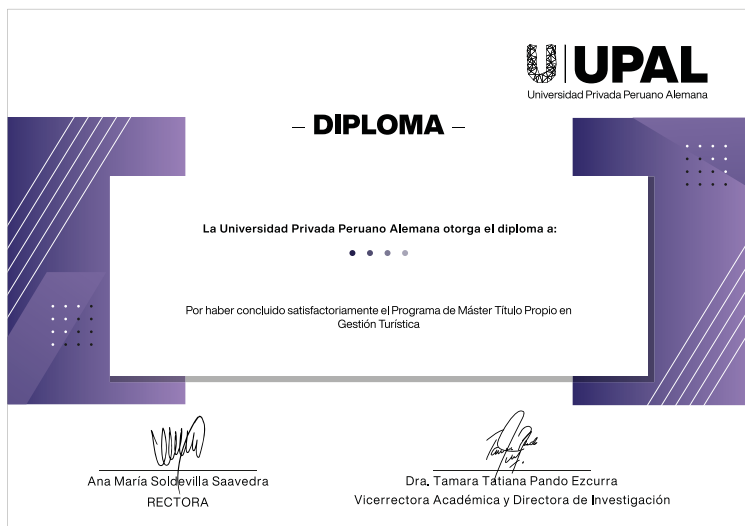 UPAL
Universidad Privada Peruano Alemana
– DIPLOMA –
La Universidad Privada Peruano Alemana otorga el diploma a:
Por haber concluido satisfactoriamente el Programa de Máster Título Propio en
Gestión Turística
Ana María Soldevilla Saavedra
RECTORA
Dra. Tamara Tatiana Pando Ezcurra
Vicerrectora Académica y Directora de Investigación